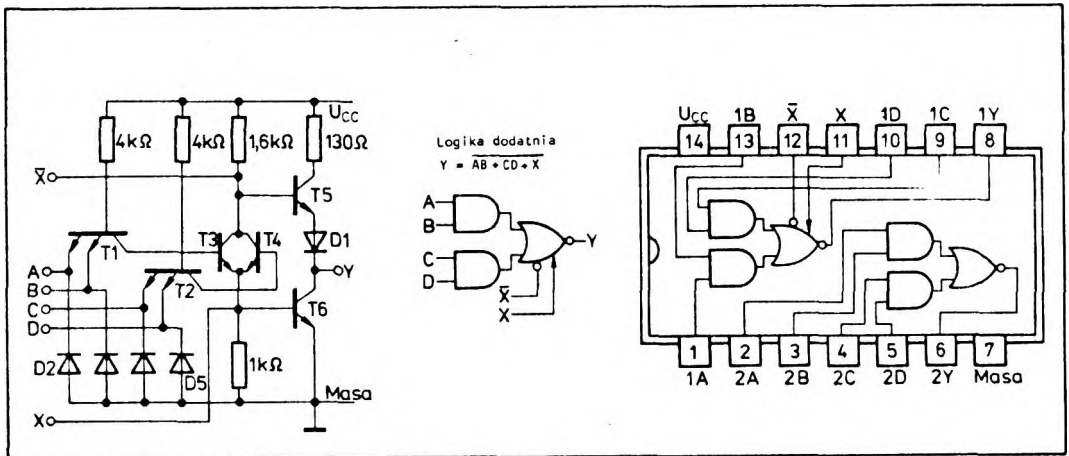 UCC
4kΩ
4kΩ
1,6kΩ
130Ω
X̅
T5
T1
T3
T4
D1
A
B
C
D
T2
Y
T6
D2
D5
1kΩ
Masa
X
Logika dodatnia
Y = \overline{AB + CD + X}
A
B
C
D
Y
X̅
X
UCC 1B X̅ X 1D 1C 1Y
14 13 12 11 10 9 8
1 2 3 4 5 6 7
1A 2A 2B 2C 2D 2Y Masa